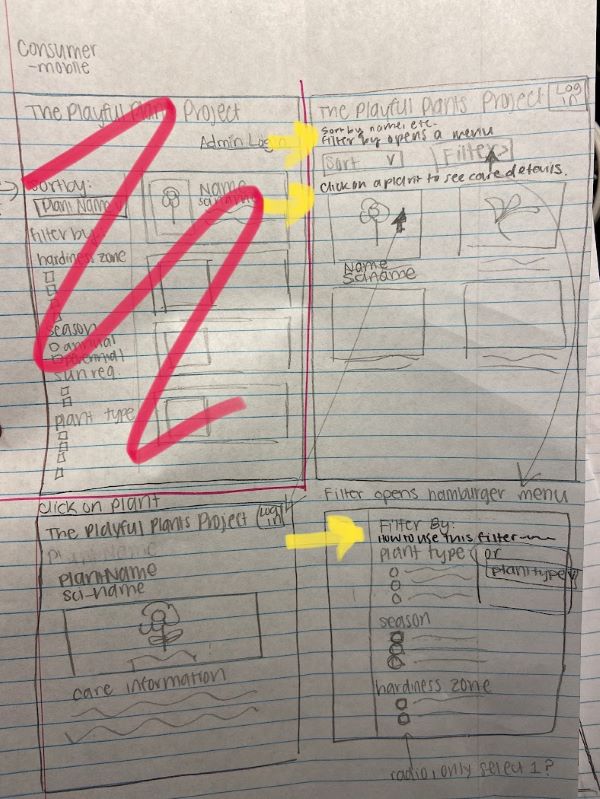 Consumer
-mobile
The Playful Plants Project
Admin Login
sort by:
Plant Name V
Name
filter by:
hardiness zone
season
annual
perennial
sun req.
plant type
The Playful Plants Project
Log in
Sort by name, etc.
Filter by opens a menu
Sort V
Filter >
Click on a plant to see care details.
Name
Sciname
click on plant
The Playful Plants Project
Log in
Plant Name
plantName
sci-name
care information
Filter opens hamburger menu
Filter By:
How to use this filter
plant type
or
plant type V
season
hardness zone
radio, only select 1?